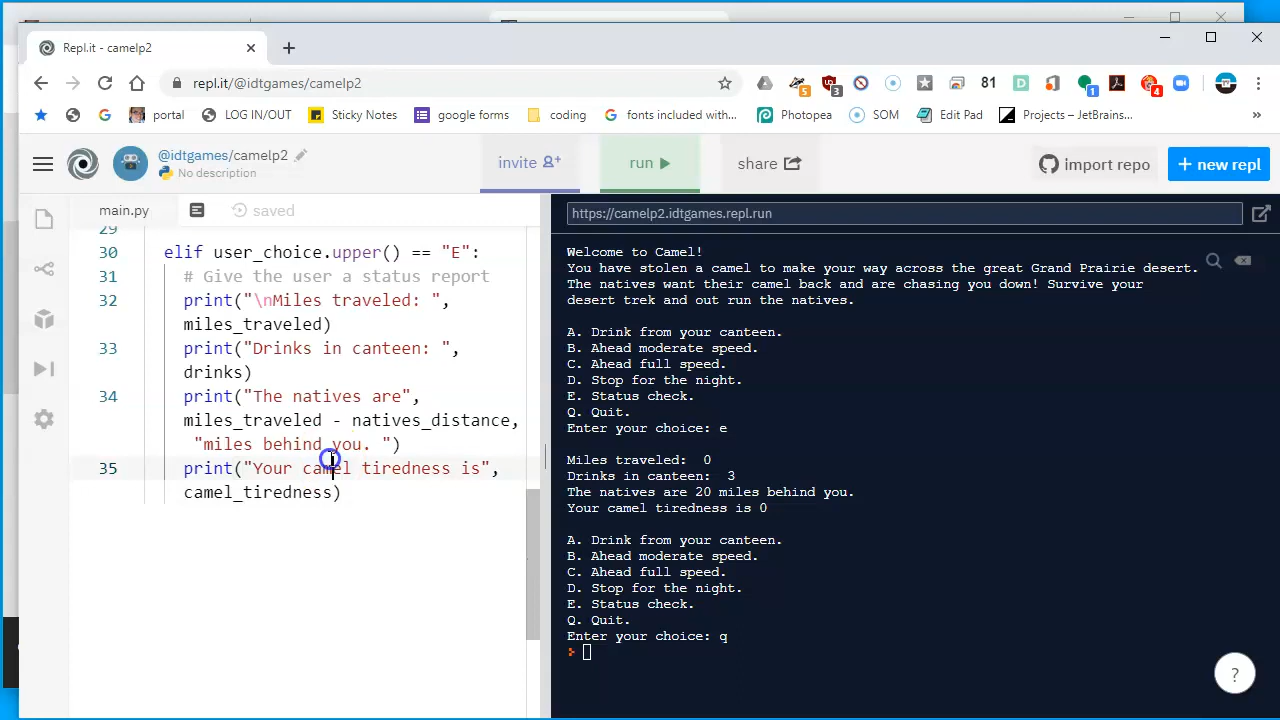 Repl.it - camelp2
repl.it/@idtgames/camelp2
5
3
81
1
4
portal
LOG IN/OUT
Sticky Notes
google forms
coding
fonts included with...
Photopea
SOM
Edit Pad
Projects – JetBrains...
»
@idtgames/camelp2
No description
invite
run
share
import repo
+ new repl
main.py
saved
https://camelp2.idtgames.repl.run
29
30 elif user_choice.upper() == "E":
31 # Give the user a status report
32 print("\nMiles traveled: ",
miles_traveled)
33 print("Drinks in canteen: ",
drinks)
34 print("The natives are",
miles_traveled - natives_distance,
"miles behind you. ")
35 print("Your camel tiredness is",
camel_tiredness)
Welcome to Camel!
You have stolen a camel to make your way across the great Grand Prairie desert.
The natives want their camel back and are chasing you down! Survive your
desert trek and out run the natives.
A. Drink from your canteen.
B. Ahead moderate speed.
C. Ahead full speed.
D. Stop for the night.
E. Status check.
Q. Quit.
Enter your choice: e
Miles traveled:  0
Drinks in canteen:  3
The natives are 20 miles behind you.
Your camel tiredness is 0
A. Drink from your canteen.
B. Ahead moderate speed.
C. Ahead full speed.
D. Stop for the night.
E. Status check.
Q. Quit.
Enter your choice: q
?